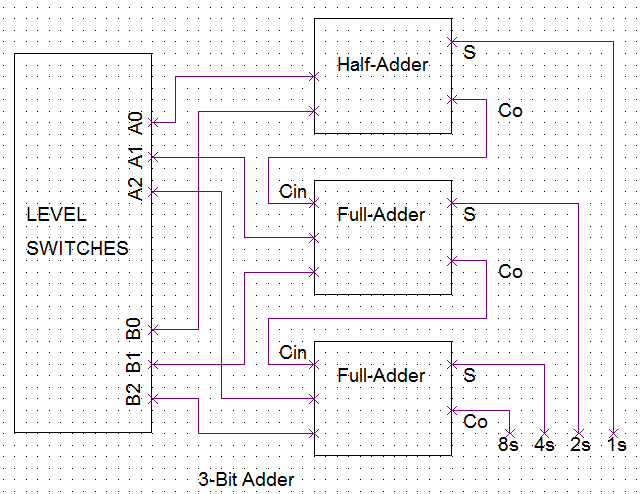 Half-Adder
S
Co
A0
A1
A2
LEVEL
SWITCHES
B0
B1
B2
Cin
Full-Adder
S
Co
Cin
Full-Adder
S
Co
8s 4s 2s 1s
3-Bit Adder